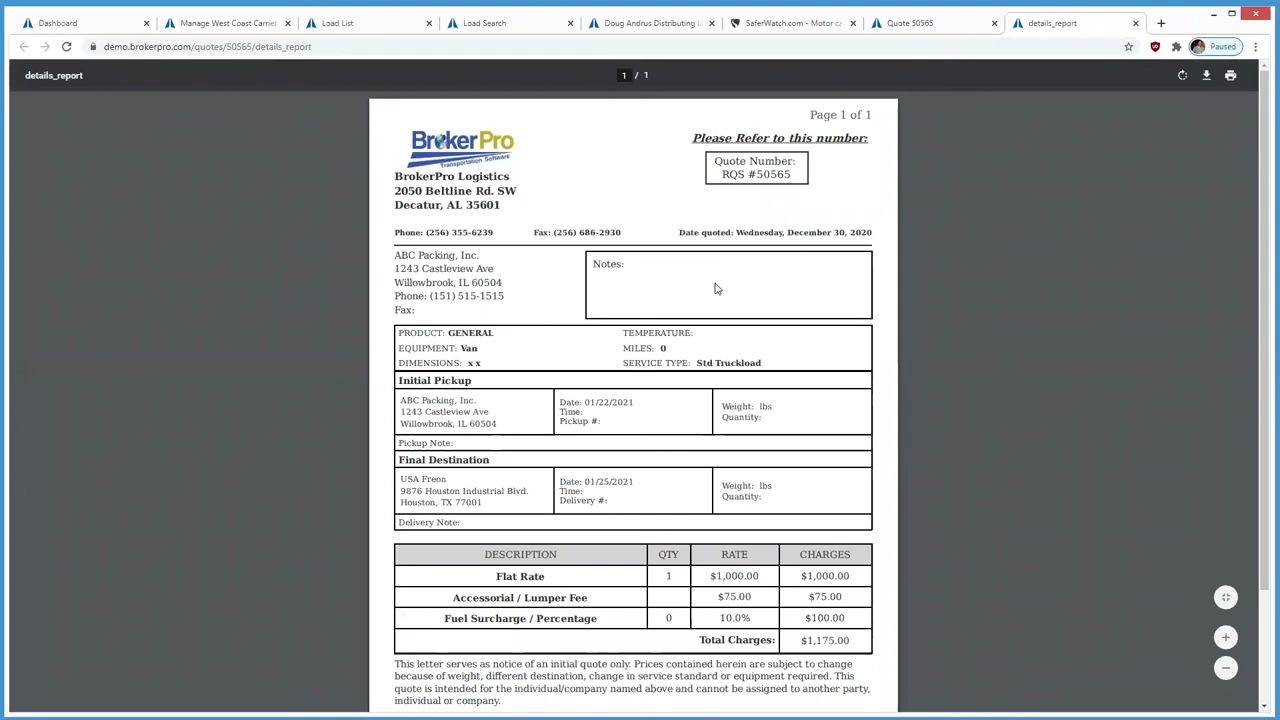 Dashboard
Manage West Coast Carrier
Load List
Load Search
Doug Andrus Distributing L
SaferWatch.com - Motor ca
Quote 50565
details_report
demo.brokerpro.com/quotes/50565/details_report
Paused
details_report
1 / 1
Page 1 of 1
BrokerPro
Transportation Software
Please Refer to this number:
Quote Number:
RQS #50565
BrokerPro Logistics
2050 Beltline Rd. SW
Decatur, AL 35601
Phone: (256) 355-6239 Fax: (256) 686-2930 Date quoted: Wednesday, December 30, 2020
ABC Packing, Inc.
1243 Castleview Ave
Willowbrook, IL 60504
Phone: (151) 515-1515
Fax:
Notes:
PRODUCT: GENERAL TEMPERATURE:
EQUIPMENT: Van MILES: 0
DIMENSIONS: x x SERVICE TYPE: Std Truckload
Initial Pickup
ABC Packing, Inc.
1243 Castleview Ave
Willowbrook, IL 60504
Date: 01/22/2021
Time:
Pickup #:
Weight: lbs
Quantity:
Pickup Note:
Final Destination
USA Freon
9876 Houston Industrial Blvd.
Houston, TX 77001
Date: 01/25/2021
Time:
Delivery #:
Weight: lbs
Quantity:
Delivery Note:
DESCRIPTION QTY RATE CHARGES
Flat Rate 1 $1,000.00 $1,000.00
Accessorial / Lumper Fee $75.00 $75.00
Fuel Surcharge / Percentage 0 10.0% $100.00
Total Charges: $1,175.00
This letter serves as notice of an initial quote only. Prices contained herein are subject to change
because of weight, different destination, change in service standard or equipment required. This
quote is intended for the individual/company named above and cannot be assigned to another party,
individual or company.